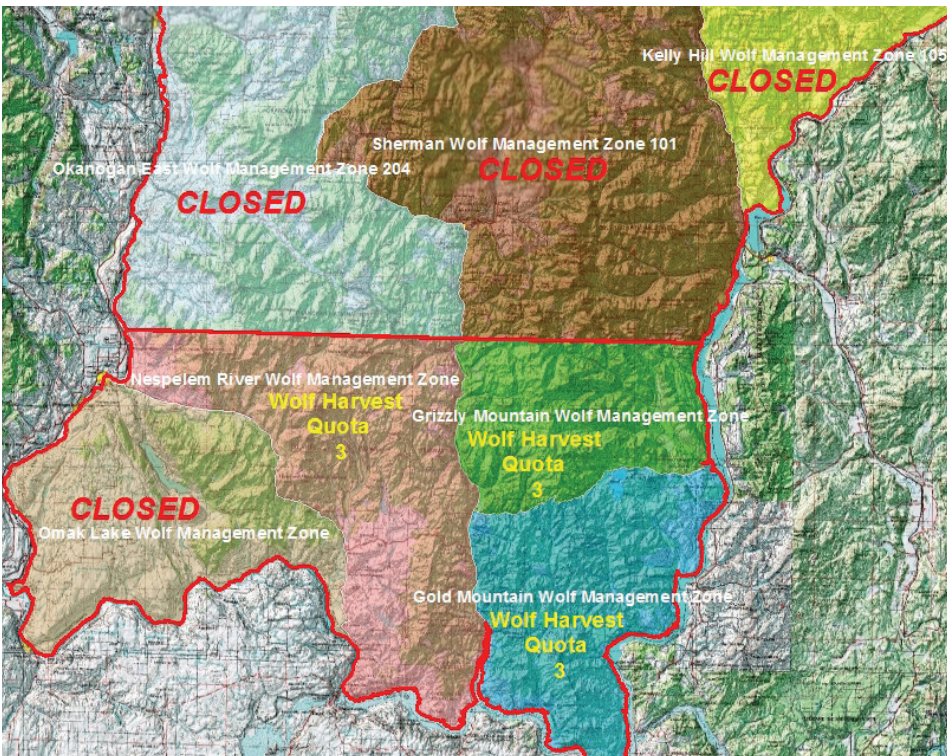 Kelly Hill Wolf Management Zone 105
CLOSED
Sherman Wolf Management Zone 101
CLOSED
Okanogan East Wolf Management Zone 204
CLOSED
Nespelem River Wolf Management Zone
Wolf Harvest
Quota
3
Grizzly Mountain Wolf Management Zone
Wolf Harvest
Quota
3
CLOSED
Omak Lake Wolf Management Zone
Gold Mountain Wolf Management Zone
Wolf Harvest
Quota
3